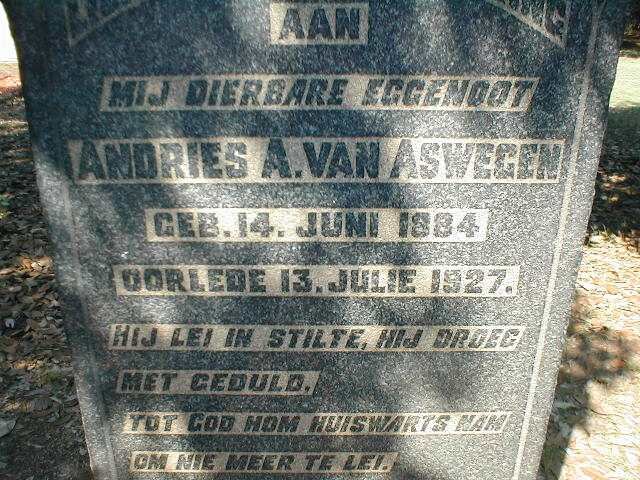 AAN
MIJ DIERBARE EGGENOOT
ANDRIES A. VAN ASWEGEN
GEB. 14. JUNI 1884
OORLEDE 13. JULIE 1927.
HIJ LEI IN STILTE, HIJ DROEG
MET GEDULD,
TOT GOD HOM HUISWARTS NAM
OM NIE MEER TE LEI.